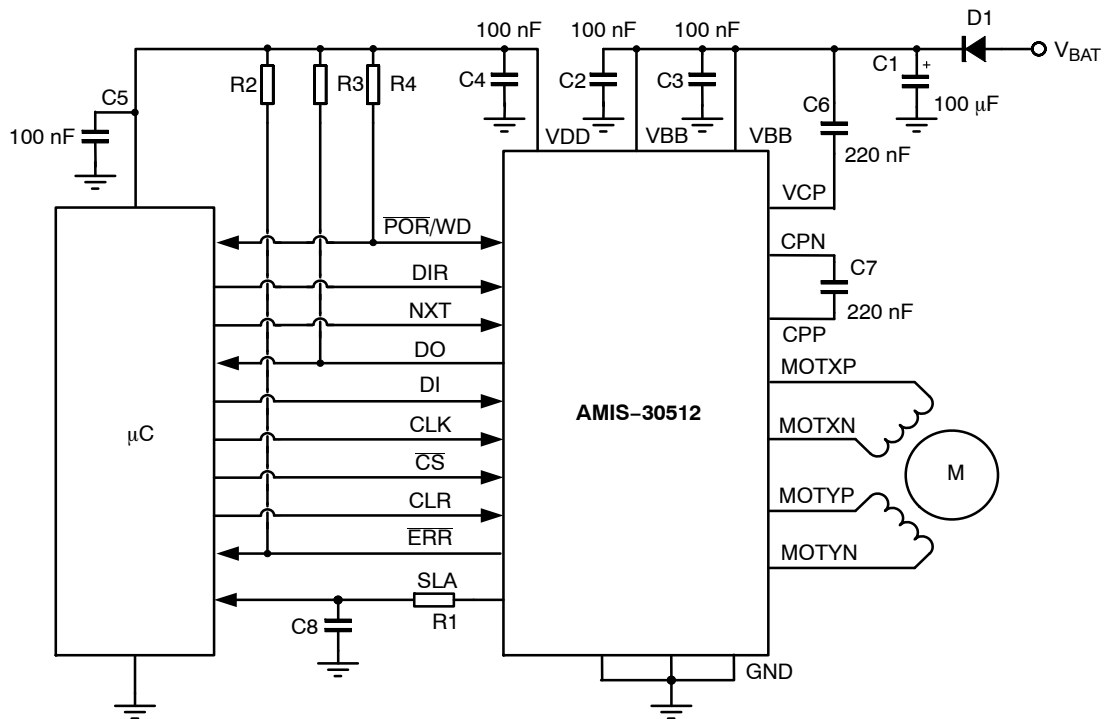 D1
100 nF
100 nF
100 nF
VBAT
C5
R2
R3
R4
C4
C2
C3
C1
+
100 μF
100 nF
C6
220 nF
VDD
VBB
VBB
VCP
POR/WD
CPN
C7
220 nF
CPP
DIR
NXT
DO
MOTXP
DI
AMIS−30512
MOTXN
μC
CLK
CS
M
MOTYP
CLR
ERR
MOTYN
SLA
C8
R1
GND